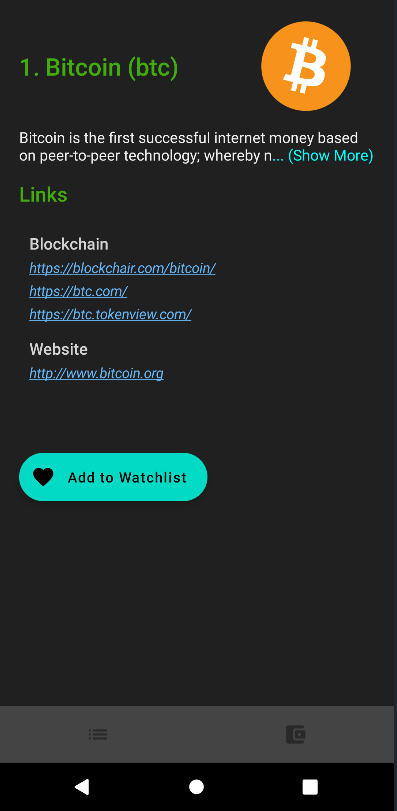 1. Bitcoin (btc)
Bitcoin is the first successful internet money based
on peer-to-peer technology; whereby n... (Show More)
Links
Blockchain
https://blockchair.com/bitcoin/
https://btc.com/
https://btc.tokenview.com/
Website
http://www.bitcoin.org
Add to Watchlist